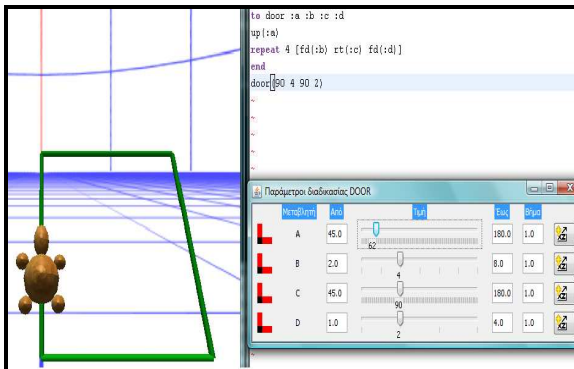 to door :a :b :c :d
up(:a)
repeat 4 [fd(:b) rt(:c) fd(:d)]
end
door(90 4 90 2)
~
~
~
~
~
~
Παράμετροι διαδικασίας DOOR
Μεταβλητή Από Τιμή Έως Βήμα
A 45.0 62 180.0 1.0
B 2.0 4 8.0 1.0
C 45.0 90 180.0 1.0
D 1.0 2 4.0 1.0
~